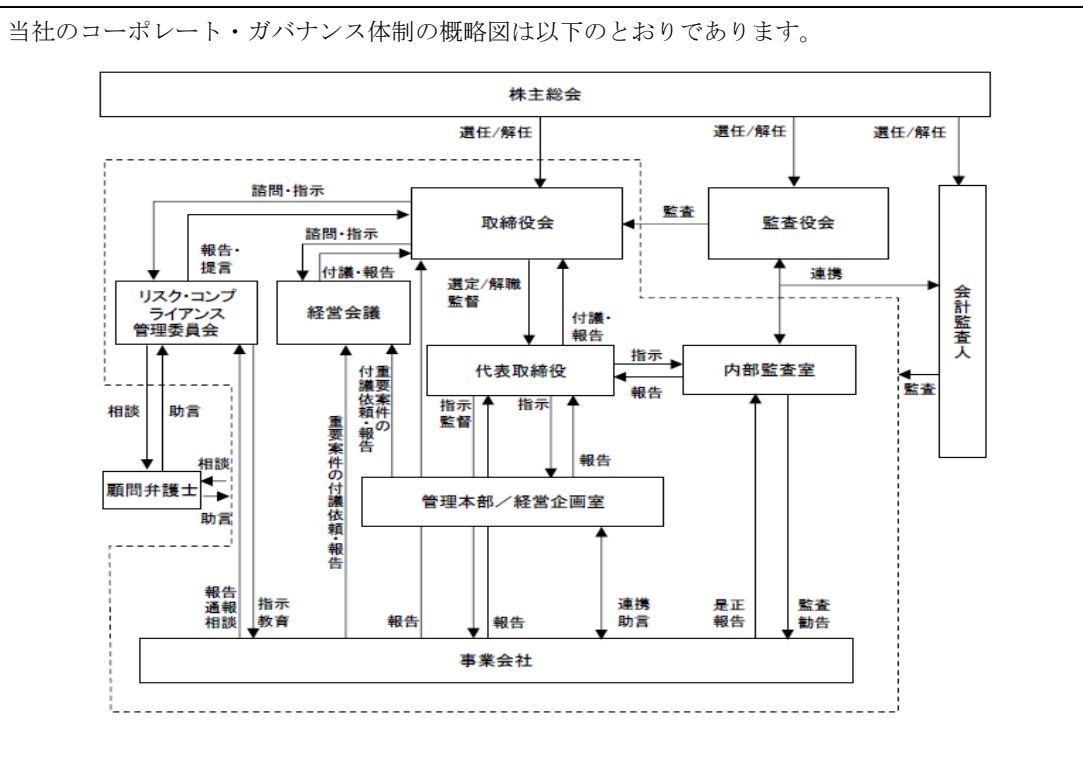 当社のコーポレート・ガバナンス体制の概略図は以下のとおりであります。
株主総会
選任/解任
選任/解任
選任/解任
諮問・指示
取締役会
監査
監査役会
諮問・指示
報告・
提言
付議・報告
選定/解職
監督
連携
リスク・コンプ
ライアンス
管理委員会
経営会議
付議・
報告
会計監査人
代表取締役
指示
報告
内部監査室
監査
相談
助言
重要案件の
付議依頼・報告
重要案件の付議依頼・報告
指示
監督
指示
報告
相談
顧問弁護士
助言
管理本部／経営企画室
報告
通報
相談
指示
教育
報告
報告
連携
助言
是正
報告
監査
勧告
事業会社